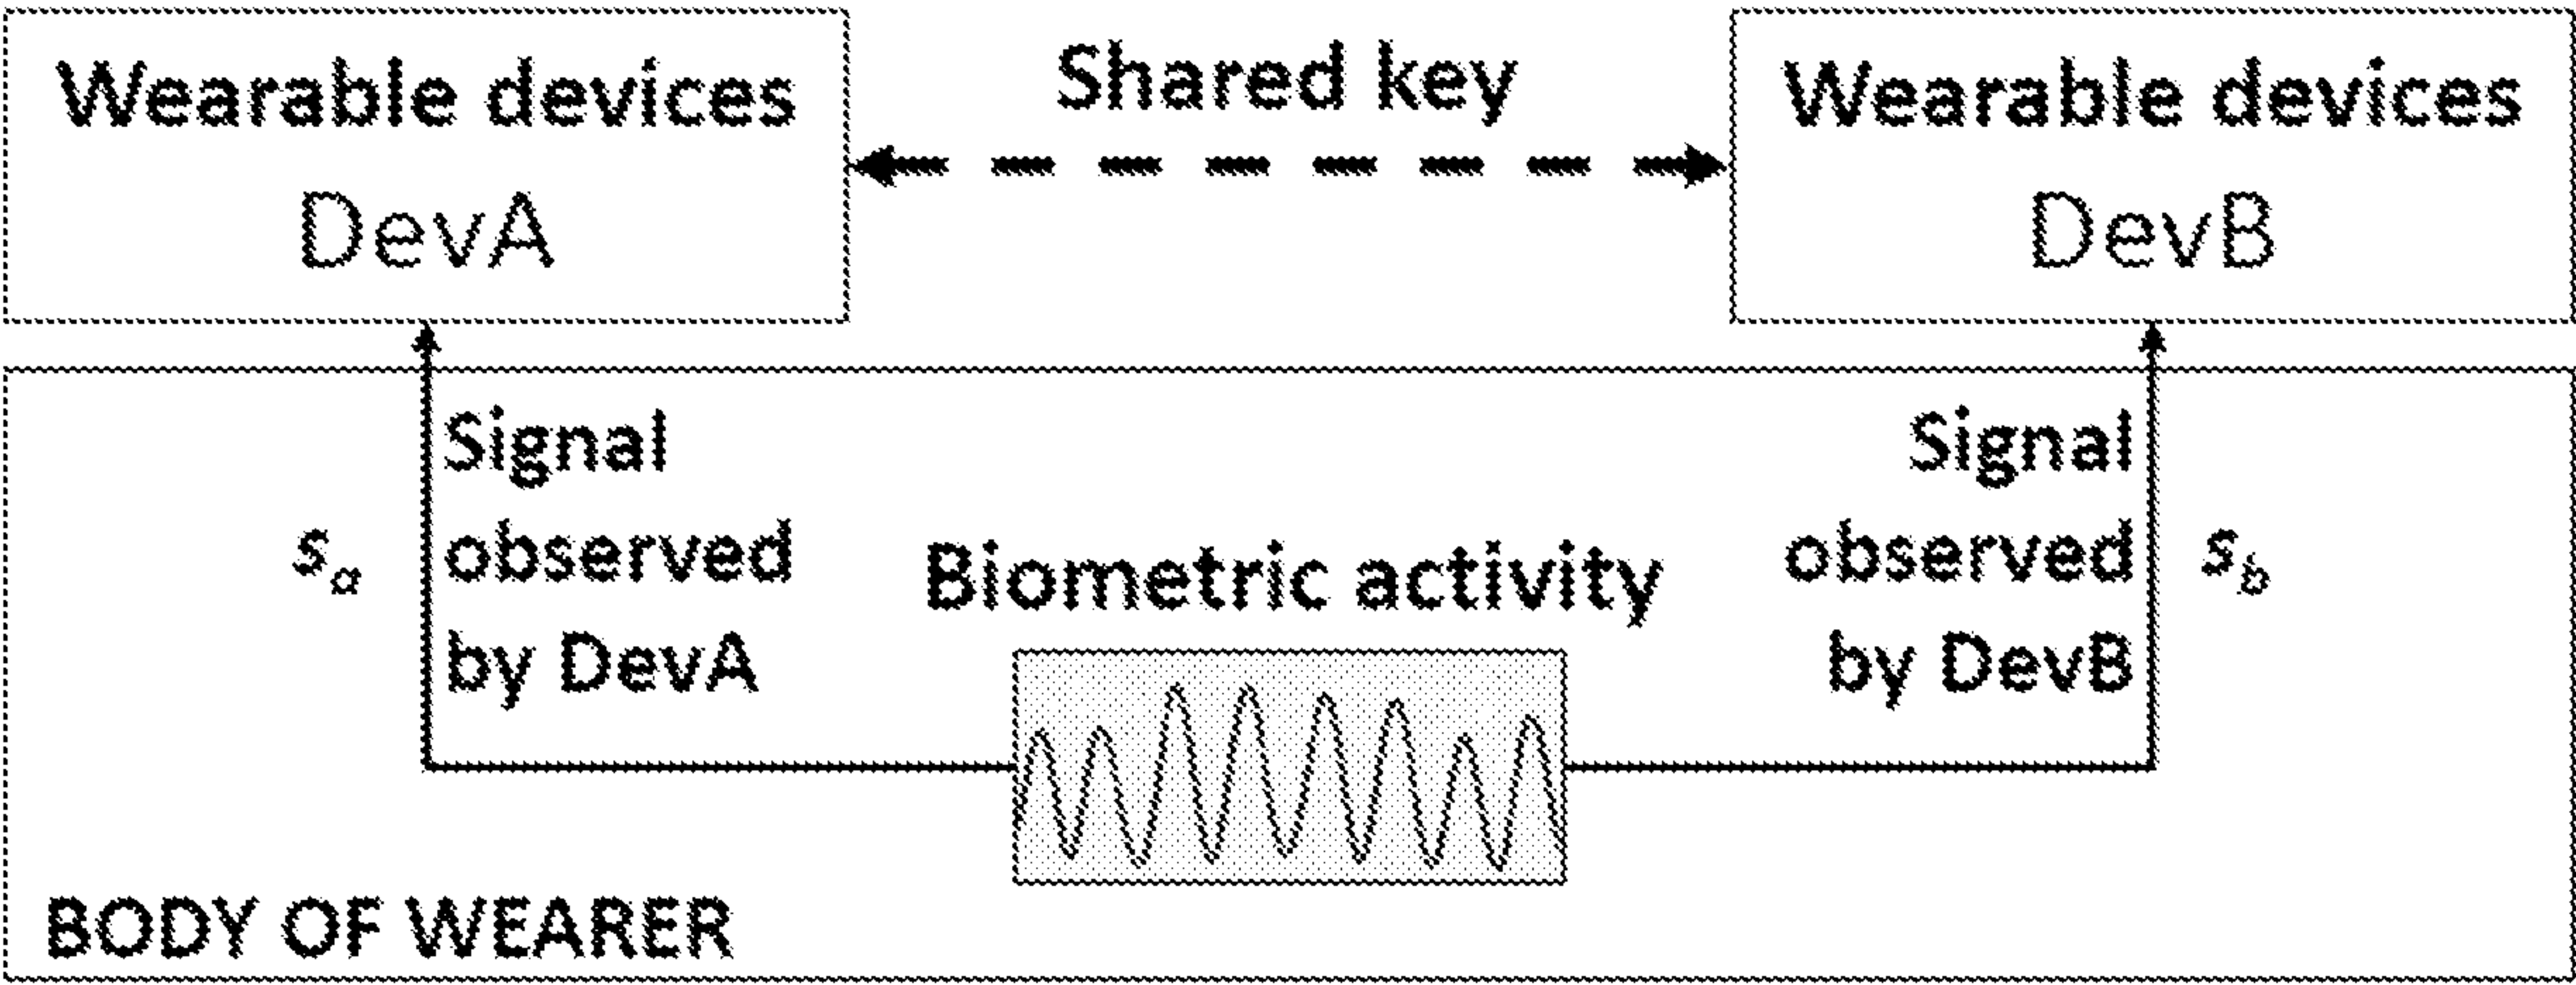 Wearable devices
DevA
Shared key
Wearable devices
DevB
Signal
observed
by DevA
s_a
Biometric activity
Signal
observed
by DevB
s_b
BODY OF WEARER